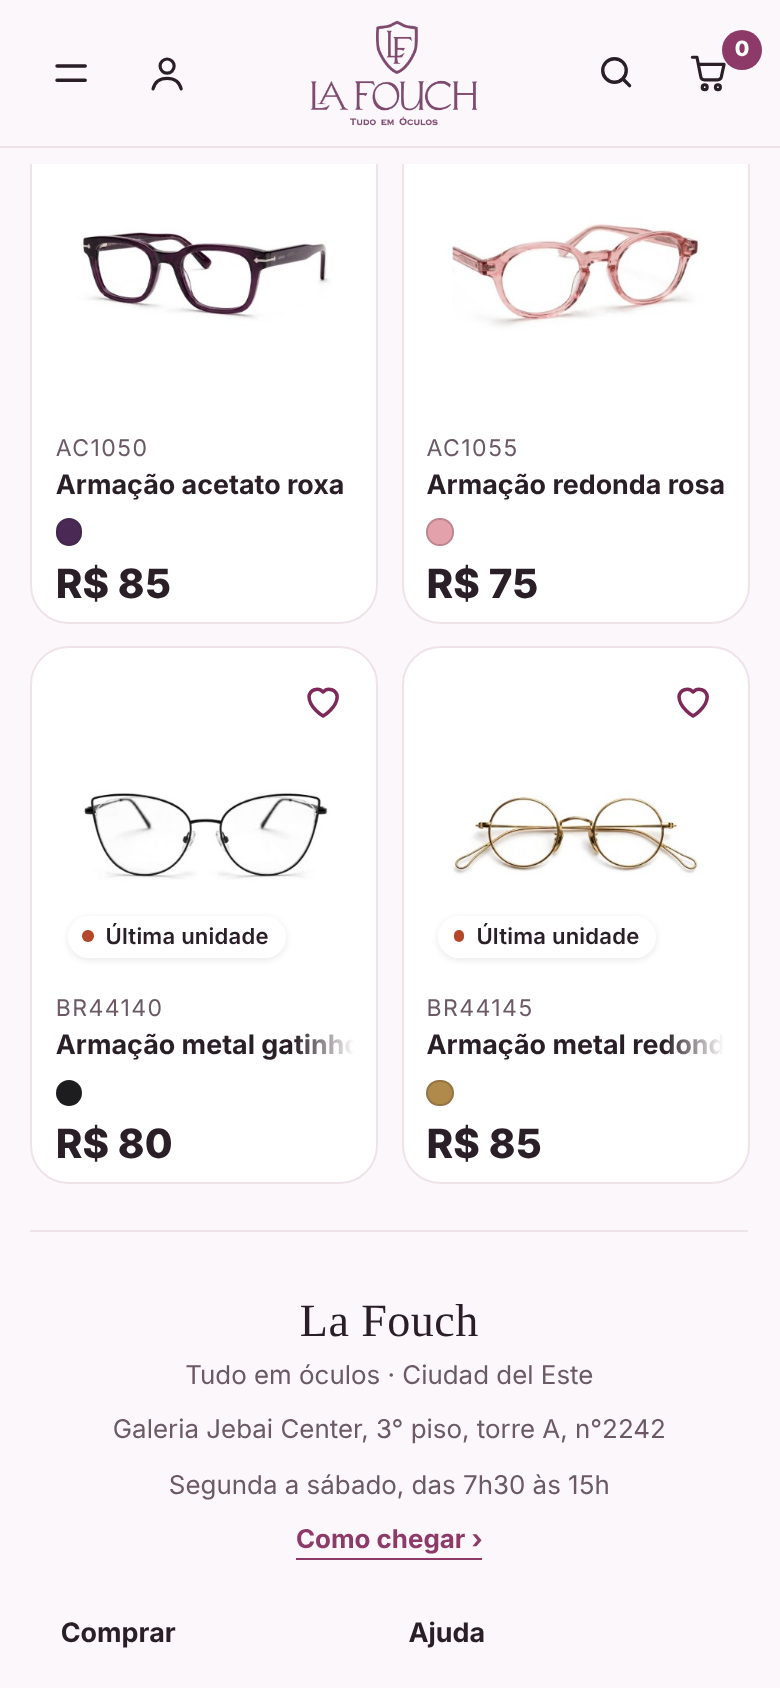 0
LF
LA FOUCH
TUDO EM ÓCULOS
AC1050
Armação acetato roxa
R$ 85
AC1055
Armação redonda rosa
R$ 75
Última unidade
BR44140
Armação metal gatinho
R$ 80
Última unidade
BR44145
Armação metal redond
R$ 85
La Fouch
Tudo em óculos · Ciudad del Este
Galeria Jebai Center, 3° piso, torre A, n°2242
Segunda a sábado, das 7h30 às 15h
Como chegar ›
Comprar
Ajuda